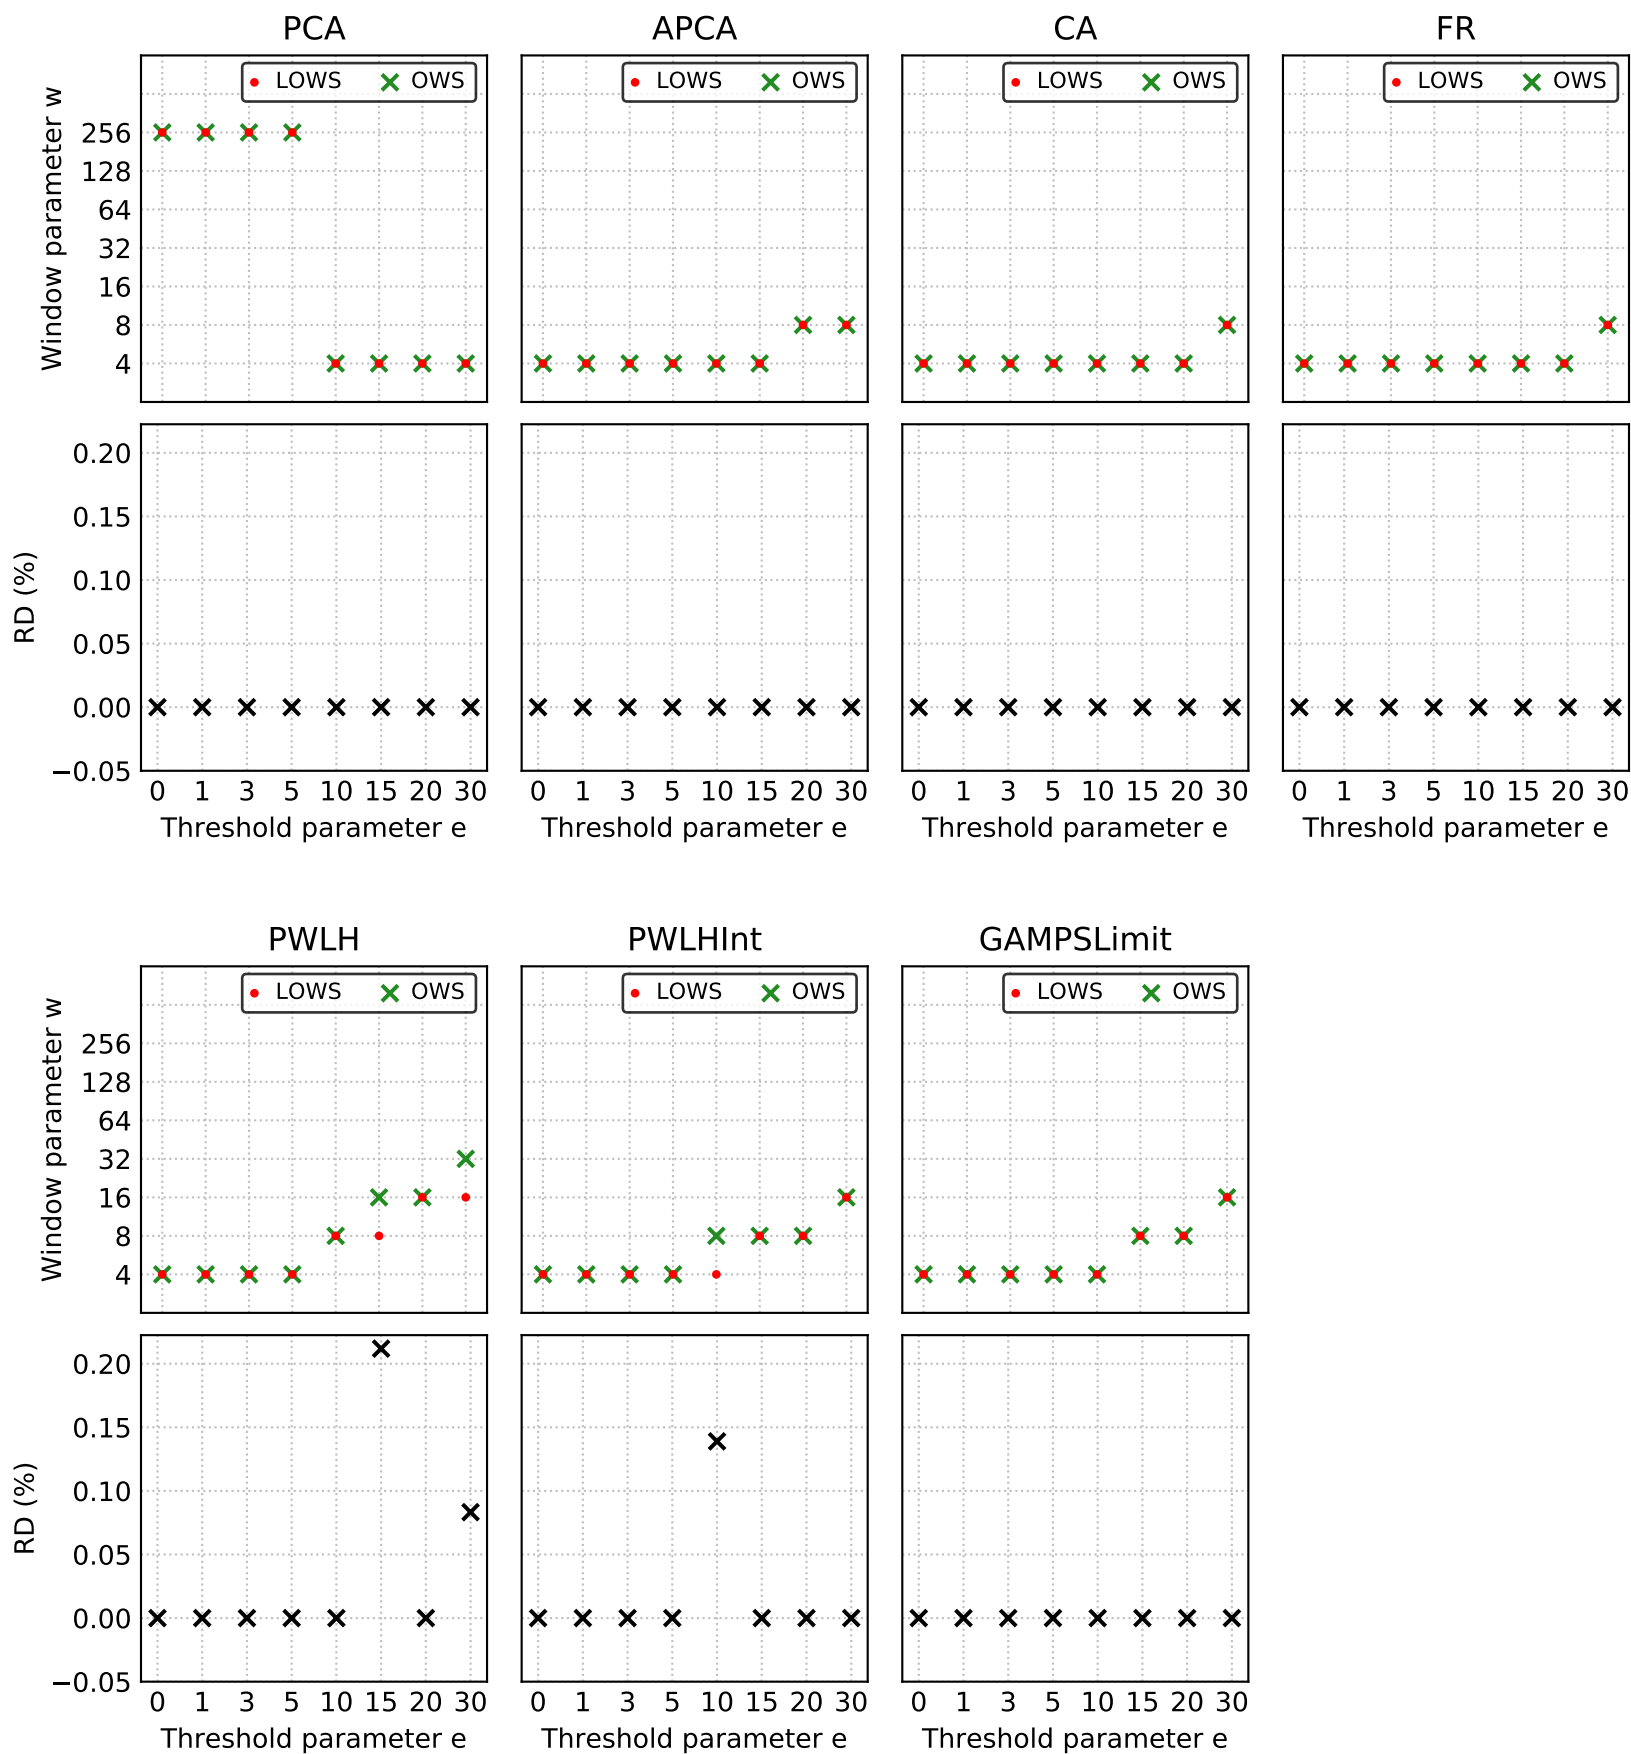 PCA APCA CA FR
LOWS OWS LOWS OWS LOWS OWS LOWS OWS
Window parameter w
256
128
64
32
16
8
4
RD (%)
0.20
0.15
0.10
0.05
0.00
−0.05
0 1 3 5 10 15 20 30 0 1 3 5 10 15 20 30 0 1 3 5 10 15 20 30 0 1 3 5 10 15 20 30
Threshold parameter e Threshold parameter e Threshold parameter e Threshold parameter e
PWLH PWLHInt GAMPSLimit
LOWS OWS LOWS OWS LOWS OWS
Window parameter w
256
128
64
32
16
8
4
RD (%)
0.20
0.15
0.10
0.05
0.00
−0.05
0 1 3 5 10 15 20 30 0 1 3 5 10 15 20 30 0 1 3 5 10 15 20 30
Threshold parameter e Threshold parameter e Threshold parameter e